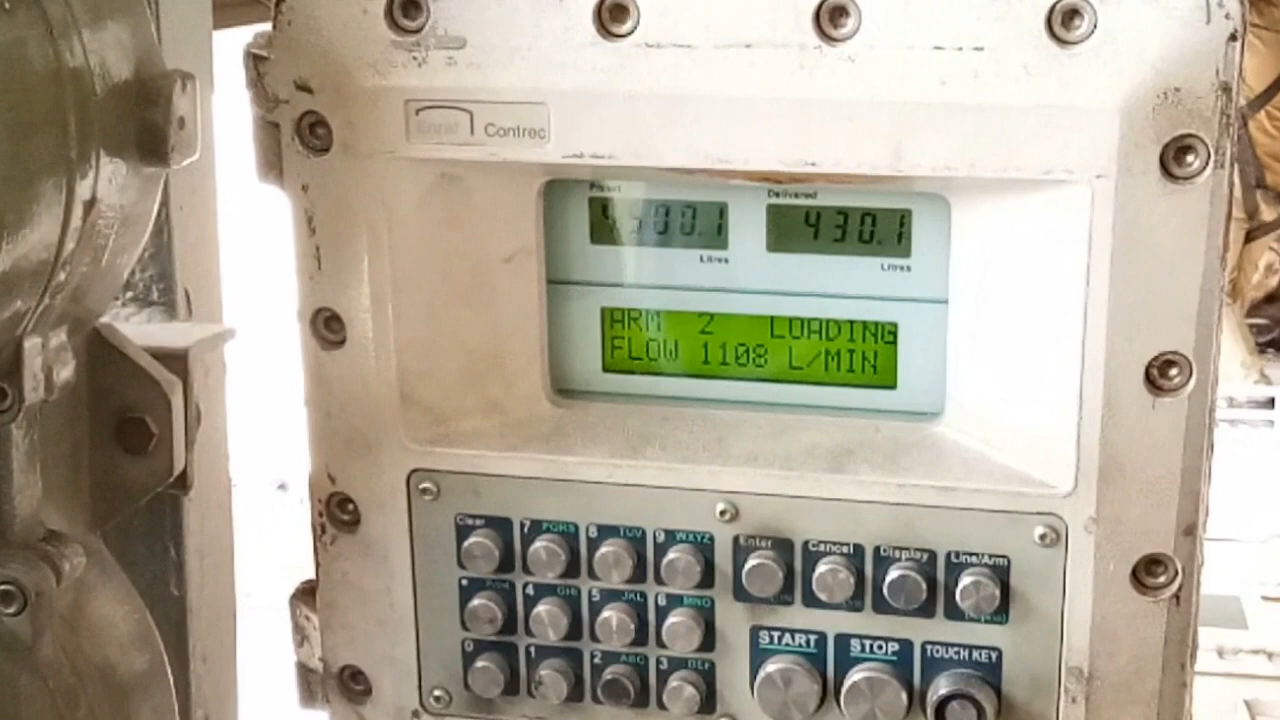 Enraf Contrec
Preset Delivered
430.1
Litres Litres
ARM 2 LOADING
FLOW 1108 L/MIN
Clear 7 PQRS 8 TUV 9 WXYZ Enter Cancel Display Line/Arm
4 GHI 5 JKL 6 MNO
0 1 2 ABC 3 DEF START STOP TOUCH KEY